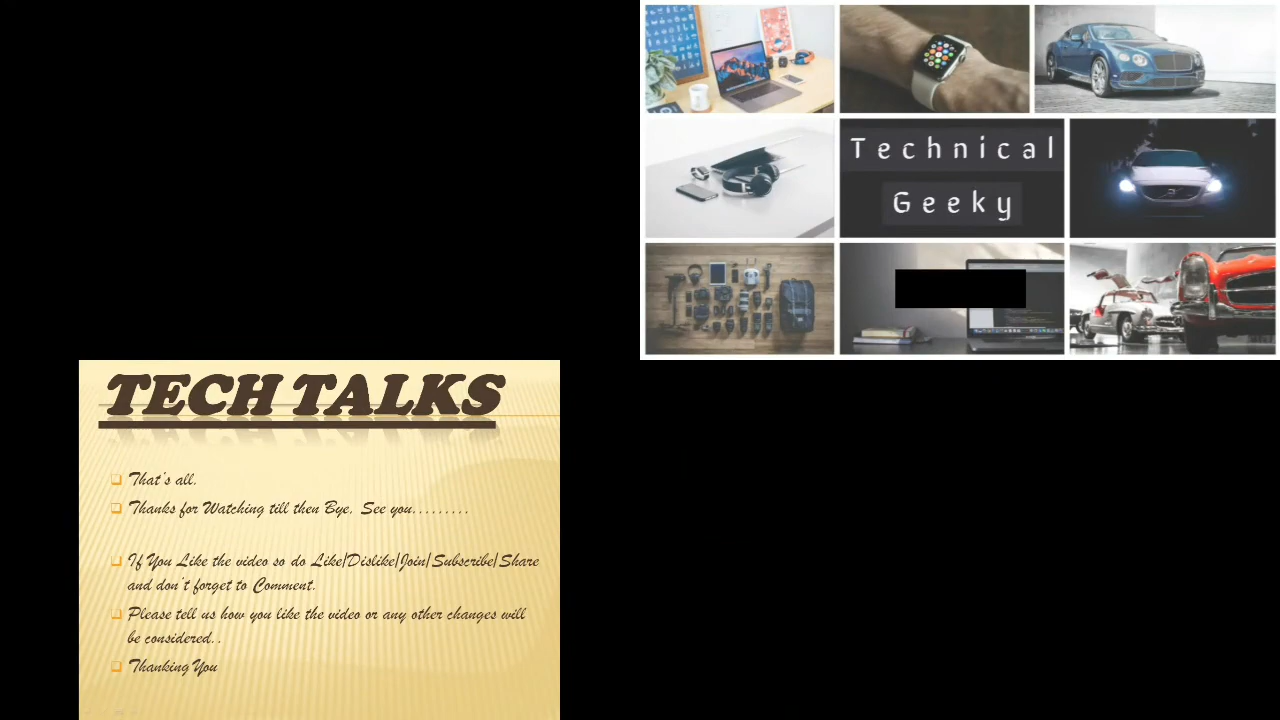 Technical
Geeky
TECH TALKS
That's all.
Thanks for Watching till then Bye, See you.........
If You Like the video so do Like|Dislike|Join|Subscribe|Share
and don't forget to Comment.
Please tell us how you like the video or any other changes will
be considered..
Thanking You